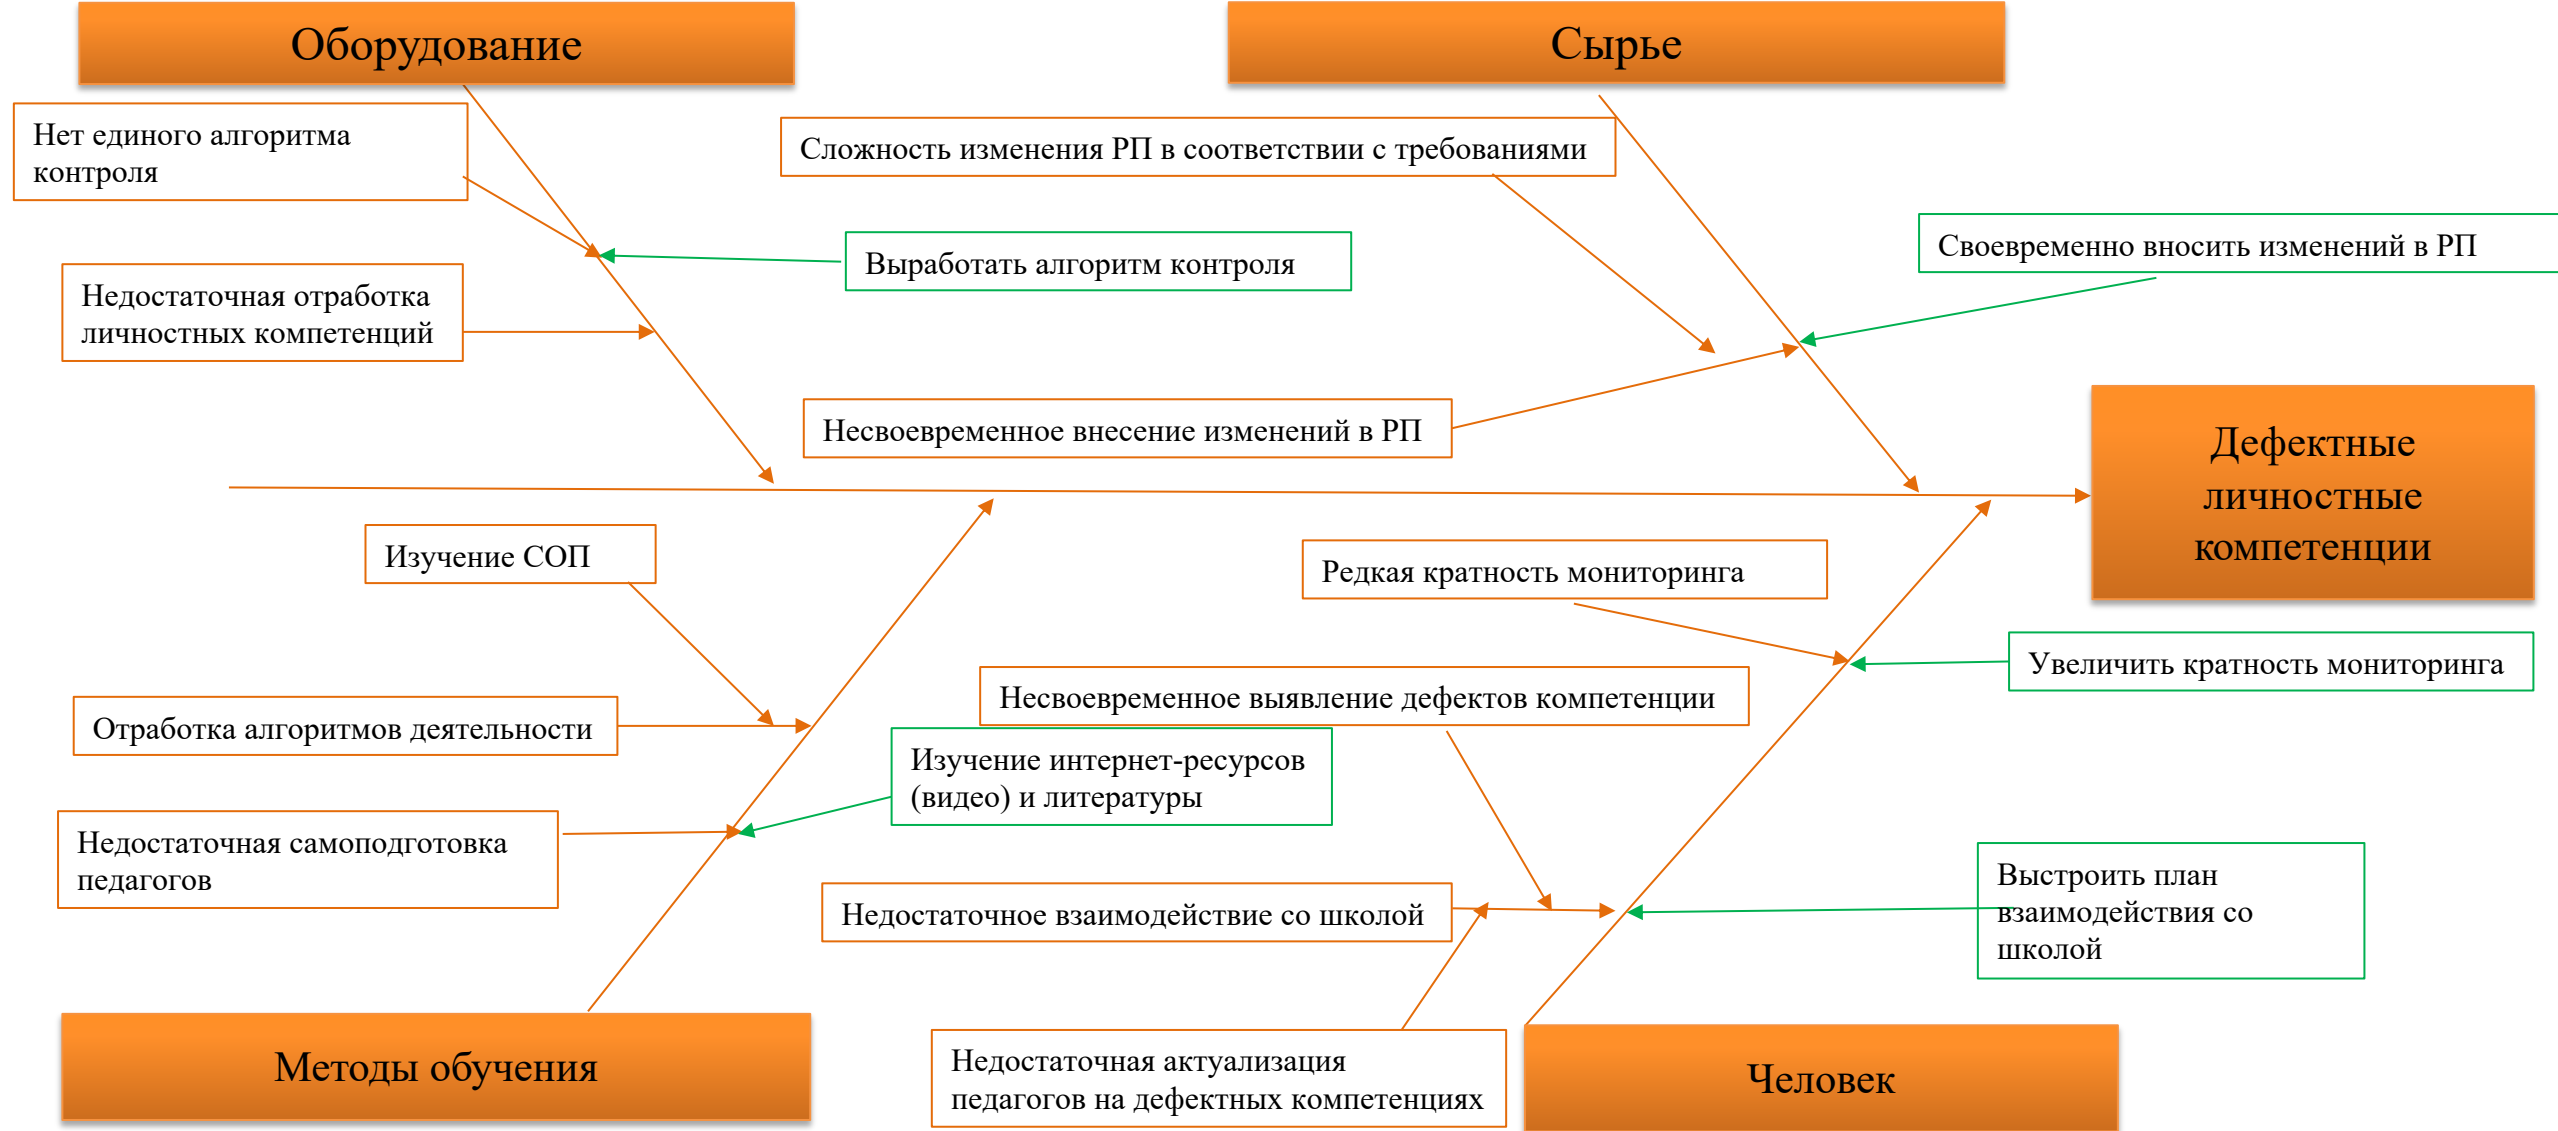 Оборудование
Сырье
Нет единого алгоритма
контроля
Сложность изменения РП в соответствии с требованиями
Выработать алгоритм контроля
Своевременно вносить изменений в РП
Недостаточная отработка
личностных компетенций
Несвоевременное внесение изменений в РП
Дефектные
личностные
компетенции
Изучение СОП
Редкая кратность мониторинга
Увеличить кратность мониторинга
Несвоевременное выявление дефектов компетенции
Отработка алгоритмов деятельности
Изучение интернет-ресурсов
(видео) и литературы
Недостаточная самоподготовка
педагогов
Недостаточное взаимодействие со школой
Выстроить план
взаимодействия со
школой
Методы обучения
Недостаточная актуализация
педагогов на дефектных компетенциях
Человек